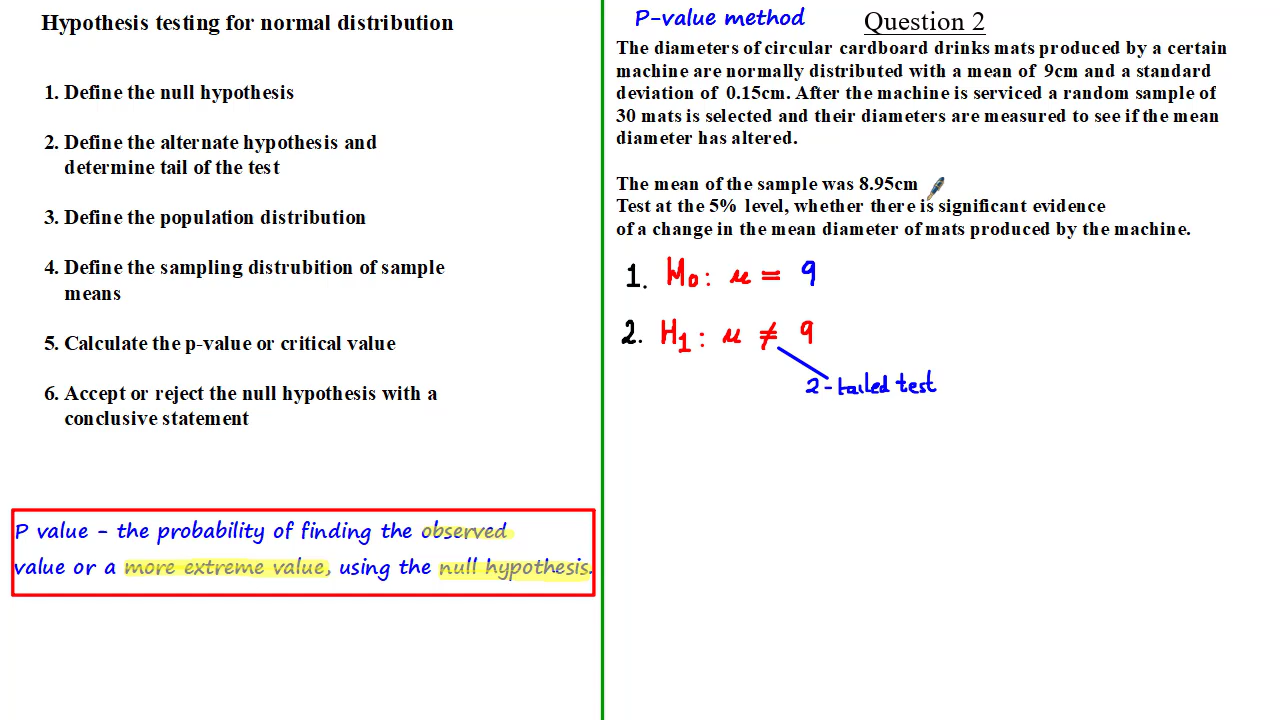 Hypothesis testing for normal distribution
1. Define the null hypothesis
2. Define the alternate hypothesis and
determine tail of the test
3. Define the population distribution
4. Define the sampling distrubition of sample
means
5. Calculate the p-value or critical value
6. Accept or reject the null hypothesis with a
conclusive statement
P value - the probability of finding the observed
value or a more extreme value, using the null hypothesis.
P-value method
Question 2
The diameters of circular cardboard drinks mats produced by a certain
machine are normally distributed with a mean of 9cm and a standard
deviation of 0.15cm. After the machine is serviced a random sample of
30 mats is selected and their diameters are measured to see if the mean
diameter has altered.
The mean of the sample was 8.95cm
Test at the 5% level, whether there is significant evidence
of a change in the mean diameter of mats produced by the machine.
1. H₀: μ = 9
2. H₁: μ ≠ 9
2-tailed test